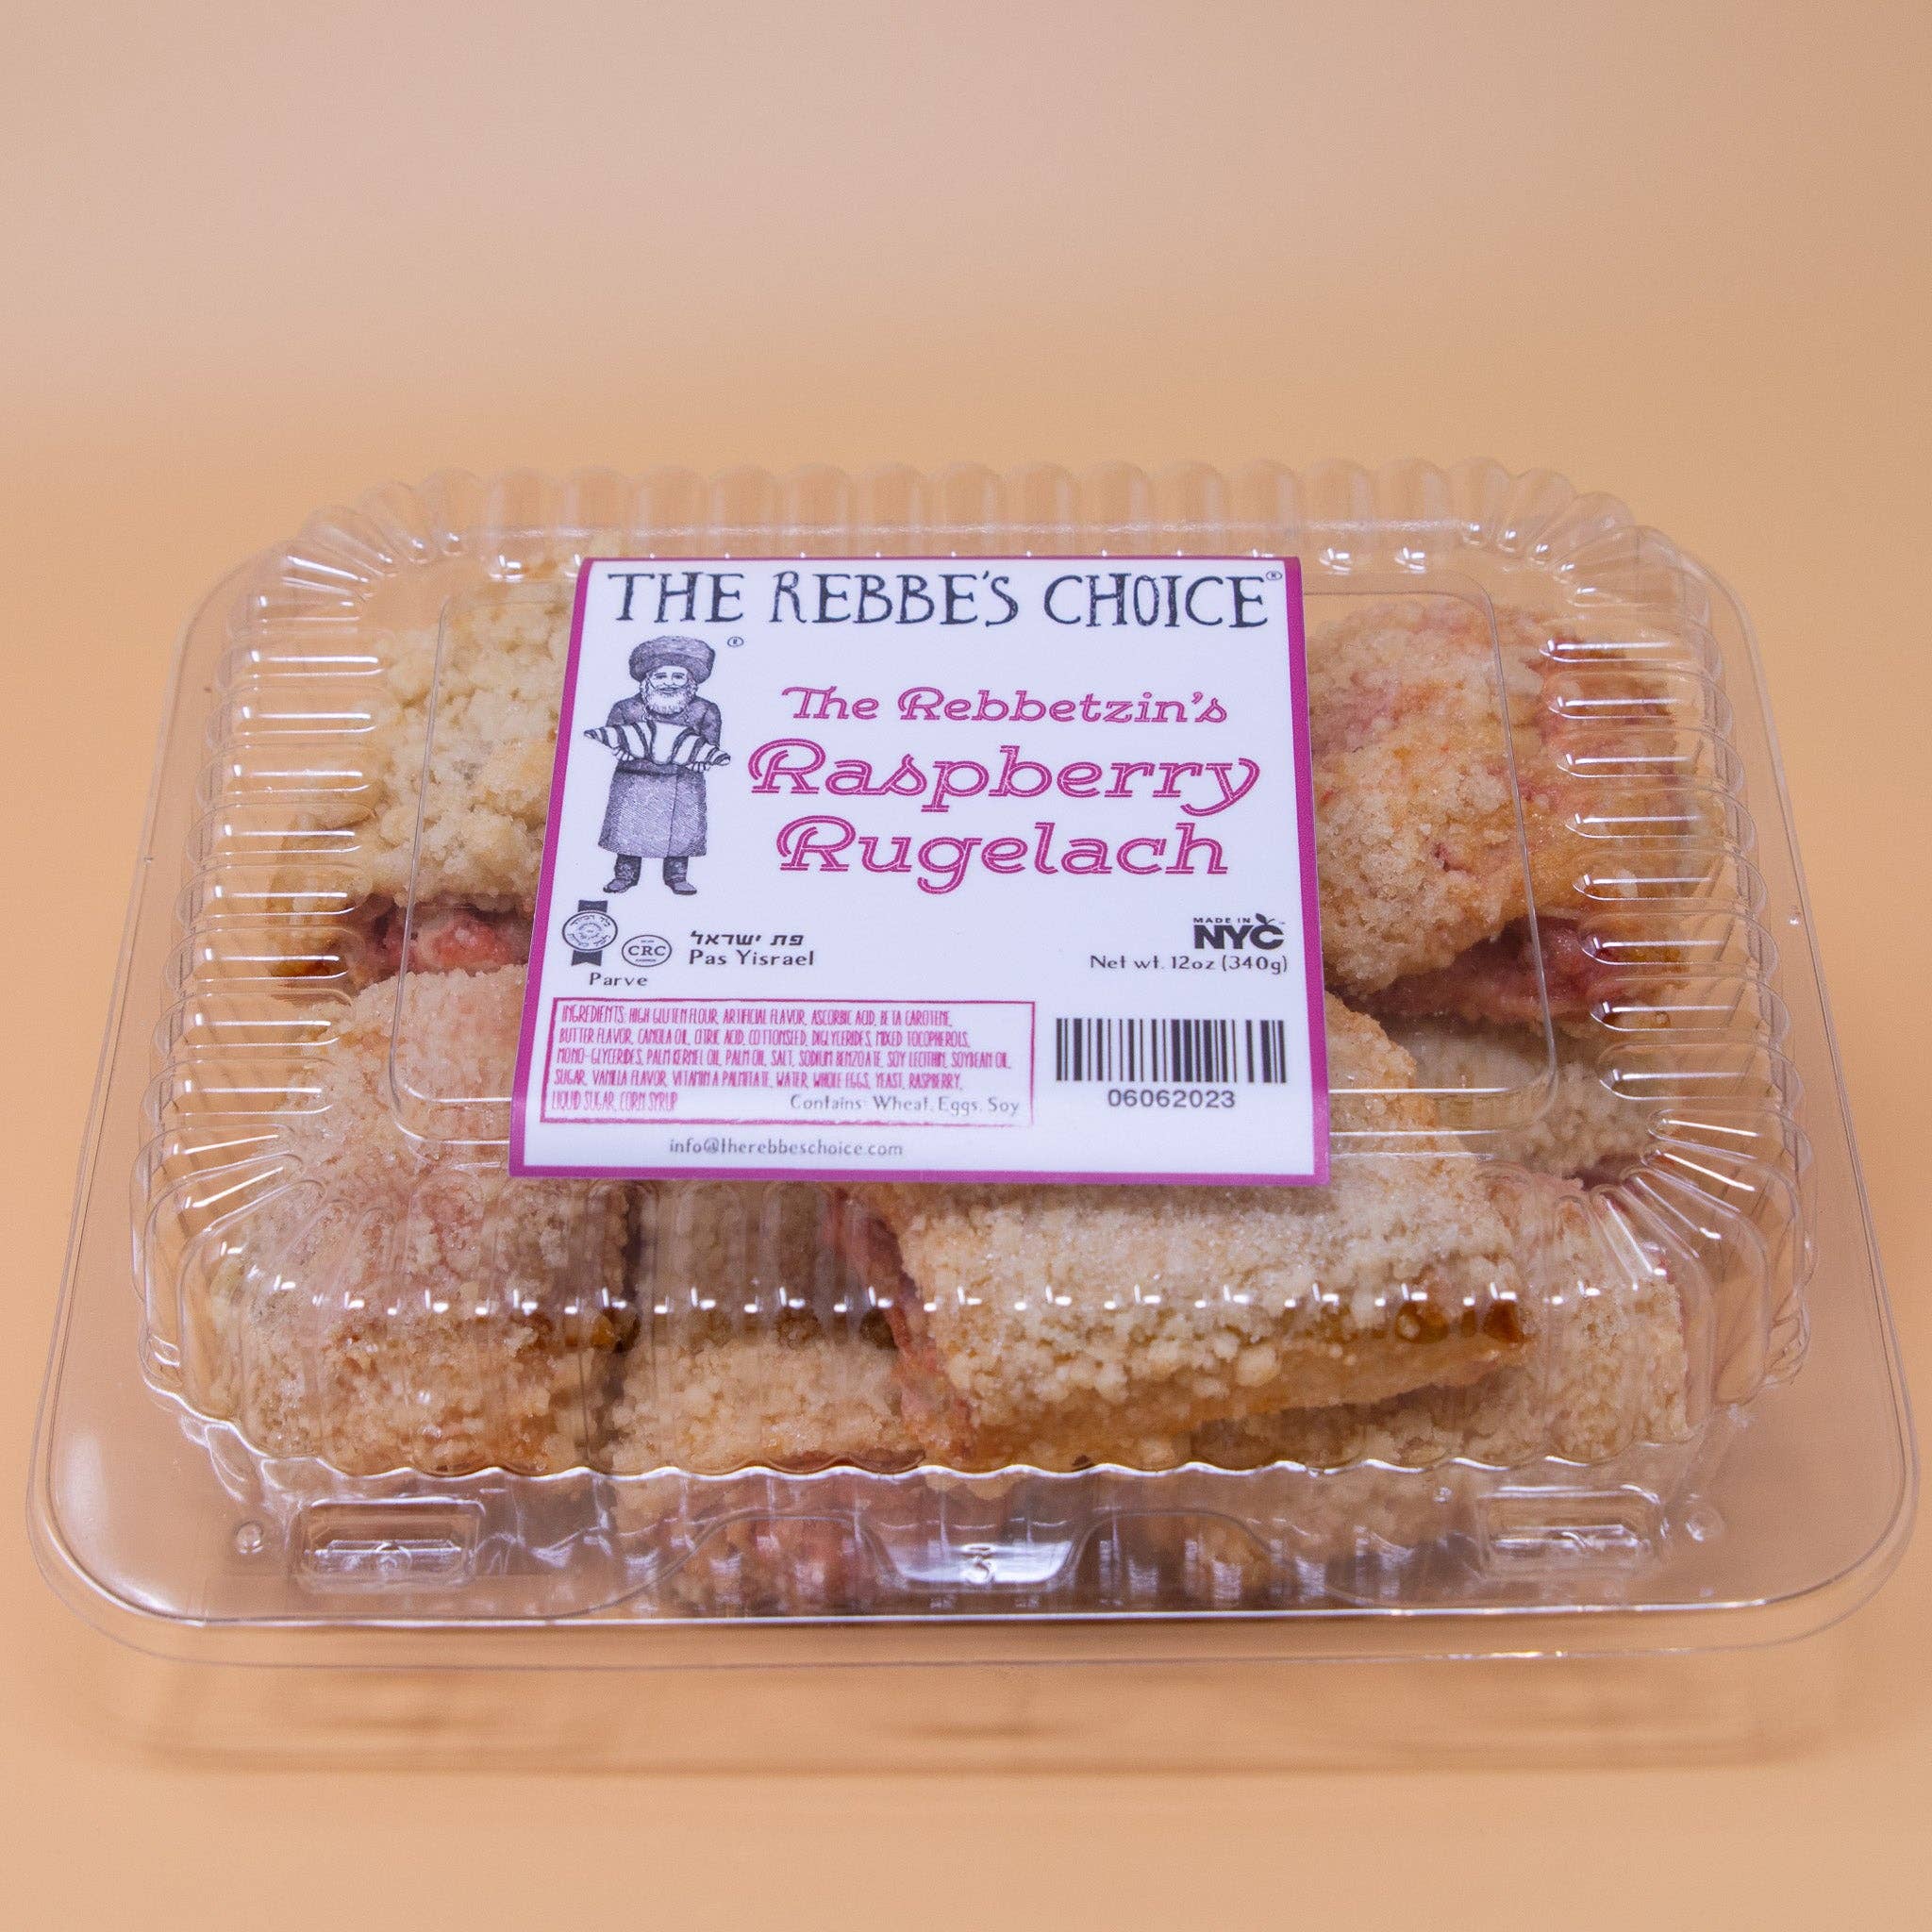 THE REBBE'S CHOICE®
®
The Rebbetzin's
Raspberry
Rugelach
CRC
Parve
פת ישראל
Pas Yisrael
MADE IN
NYC
Net wt. 12oz (340g)
INGREDIENTS: HIGH GLUTEN FLOUR, ARTIFICIAL FLAVOR, ASCORBIC ACID, BETA CAROTENE,
BUTTER FLAVOR, CANOLA OIL, CITRIC ACID, COTTONSEED, DIGLYCERIDES, MIXED TOCOPHEROLS,
MONO-GLYCERIDES, PALM KERNEL OIL, PALM OIL, SALT, SODIUM BENZOATE, SOY LECITHIN, SOYBEAN OIL,
SUGAR, VANILLA FLAVOR, VITAMIN A PALMITATE, WATER, WHOLE EGGS, YEAST, RASPBERRY,
LIQUID SUGAR, CORN SYRUP
Contains: Wheat, Eggs, Soy
06062023
info@therebbeschoice.com
3